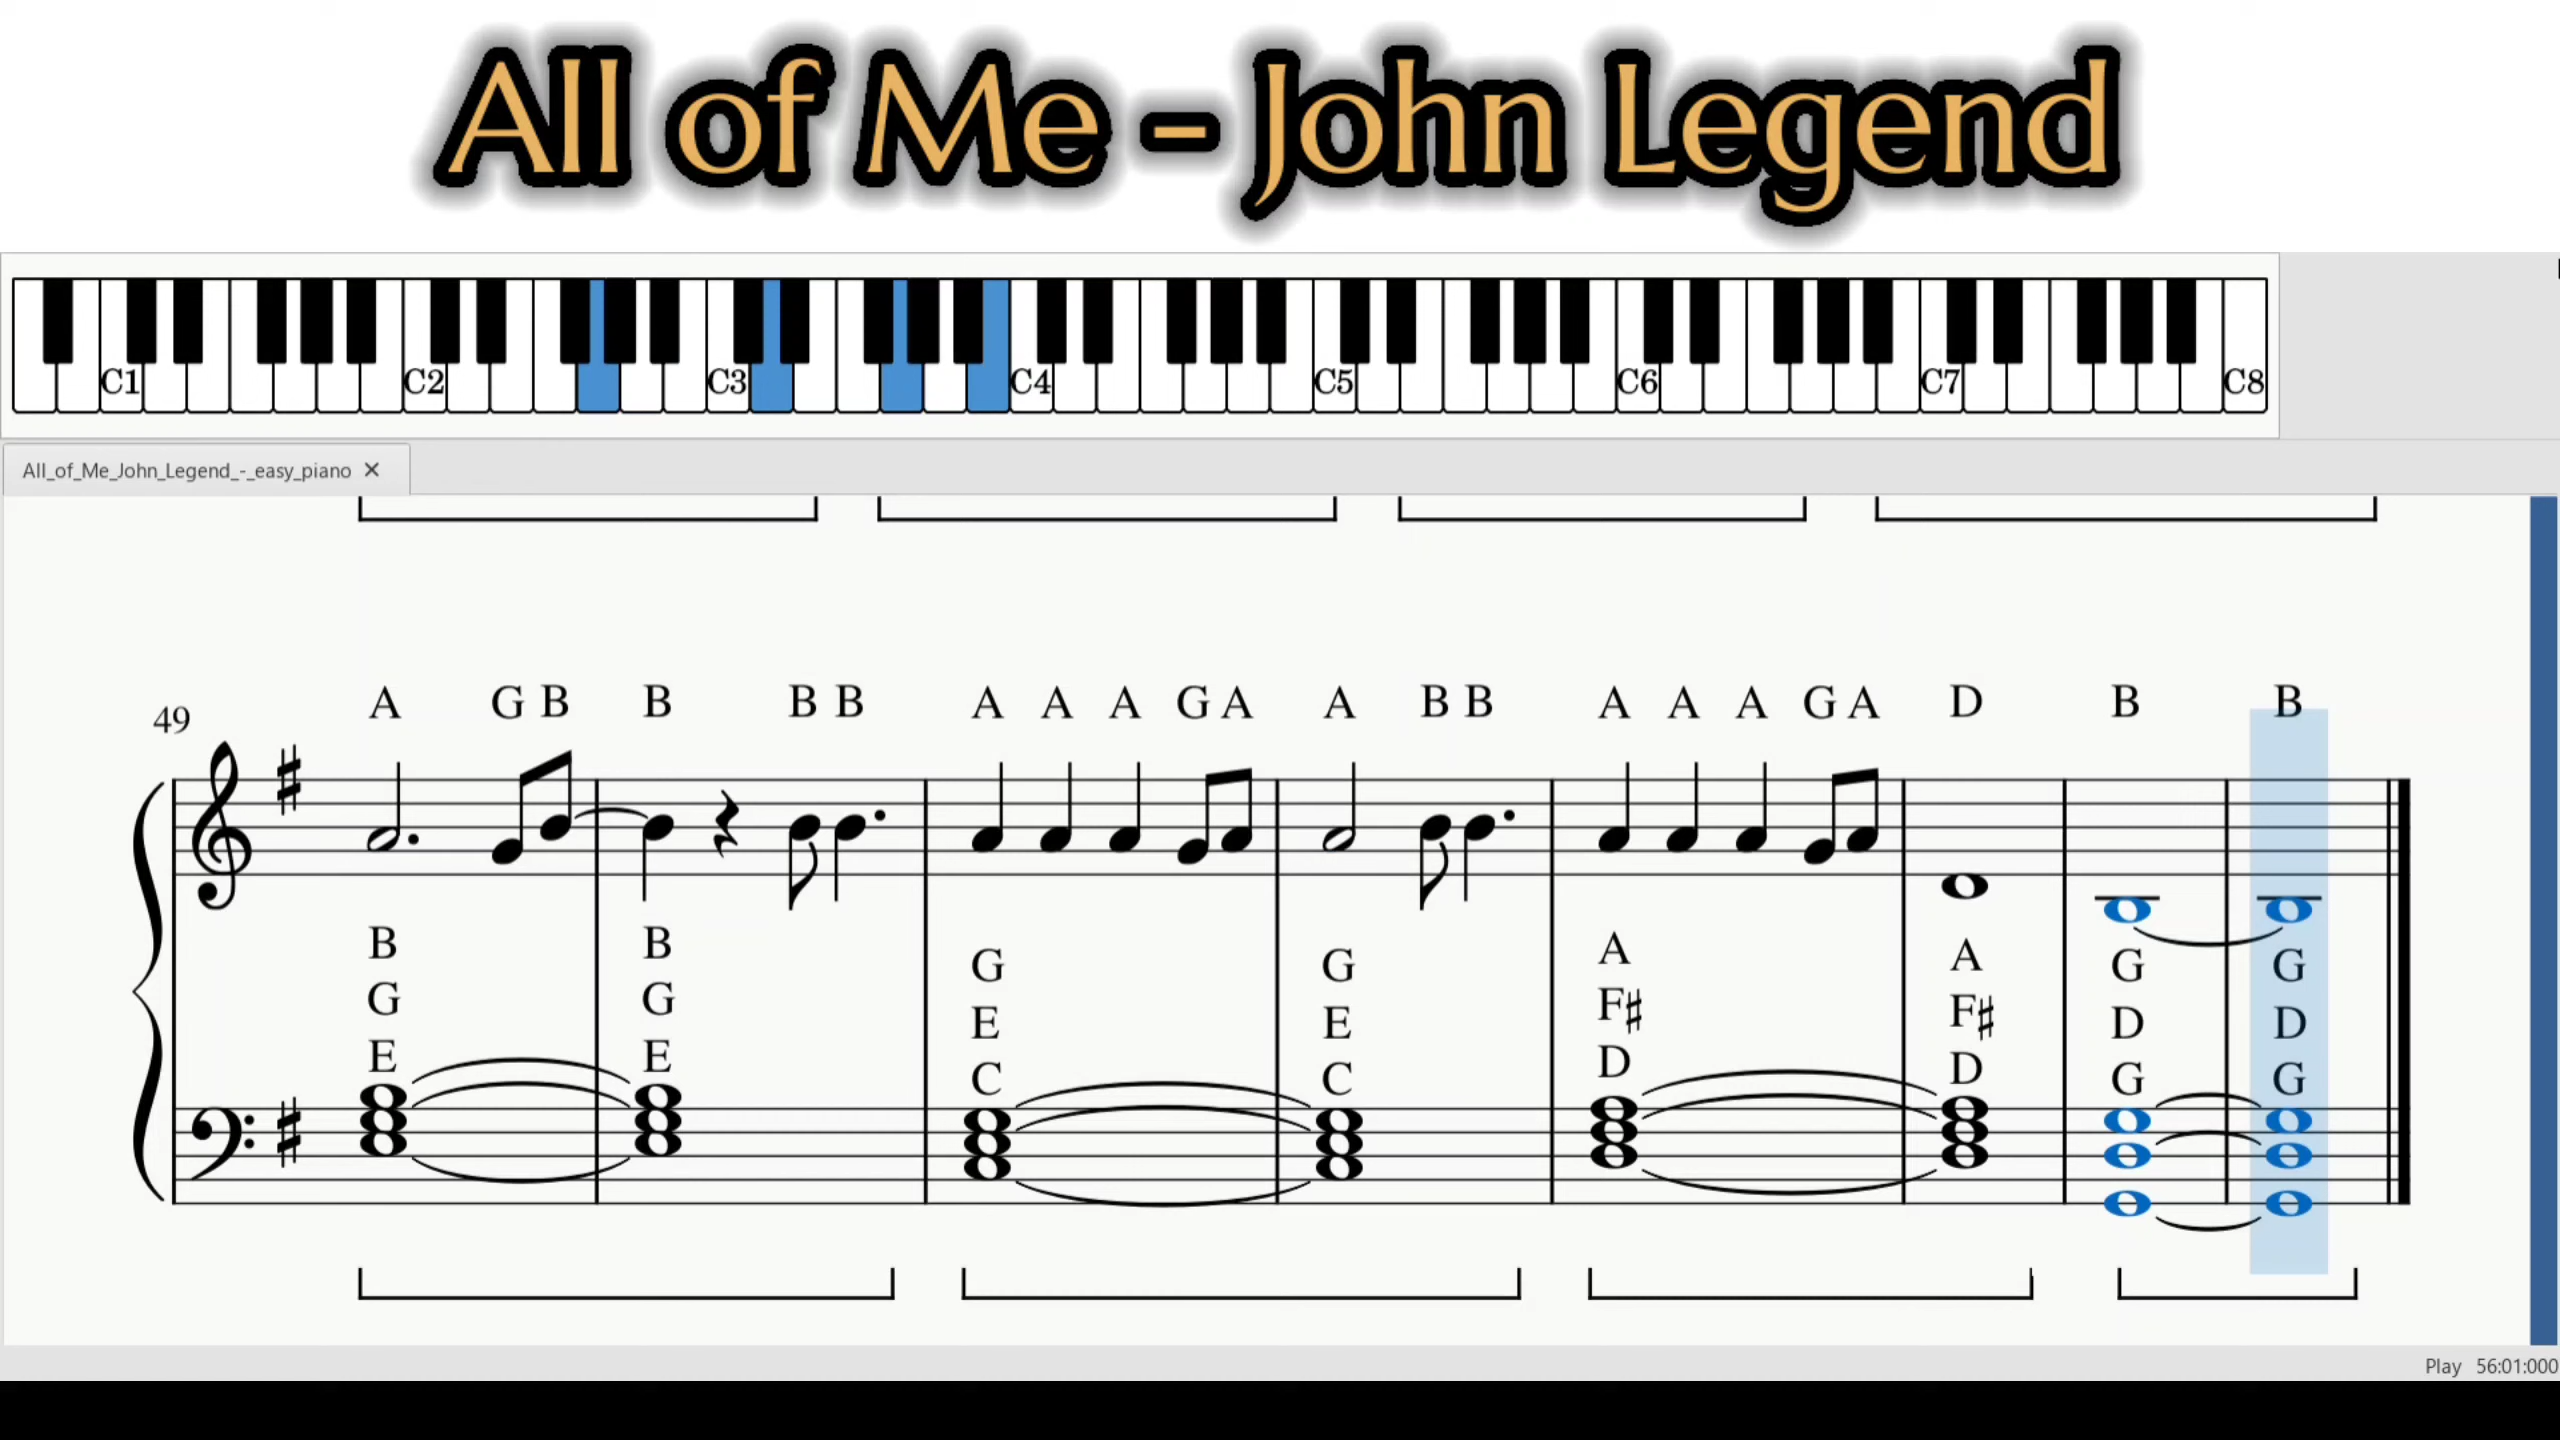 All of Me - John Legend
C1 C2 C3 C4 C5 C6 C7 C8
All_of_Me_John_Legend_-_easy_piano ✕
A G B B B B A A A G A A B B A A A G A D B B
49
B B A A
G G G G F♯ F♯ G G
E E E E D D D D
C C G G
Play 56:01:000